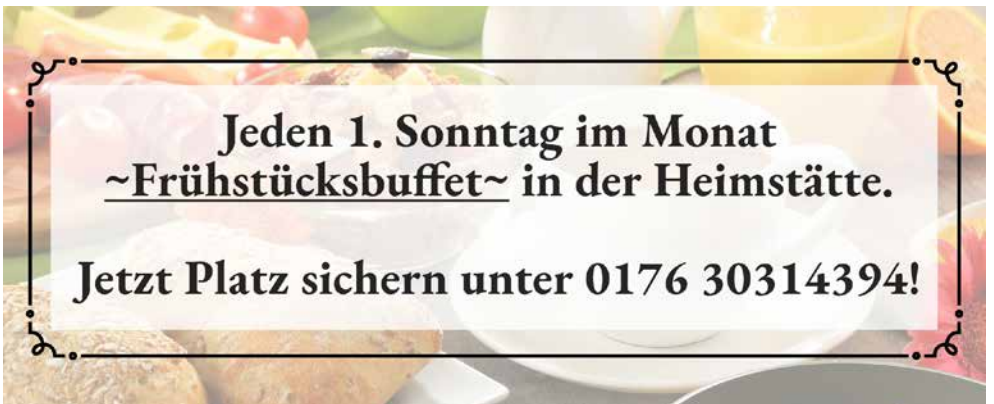 Jeden 1. Sonntag im Monat
~Frühstücksbuffet~ in der Heimstätte.
Jetzt Platz sichern unter 0176 30314394!